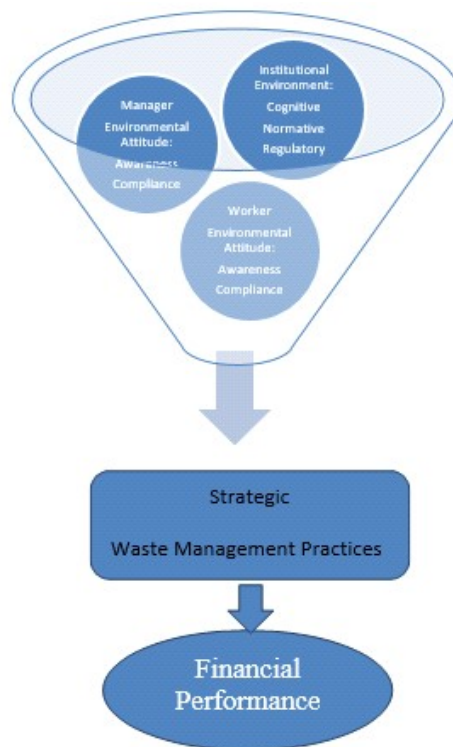 Manager
Environmental
Attitude:
Awareness
Compliance
Institutional
Environment:
Cognitive
Normative
Regulatory
Worker
Environmental
Attitude:
Awareness
Compliance
Strategic
Waste Management Practices
Financial
Performance